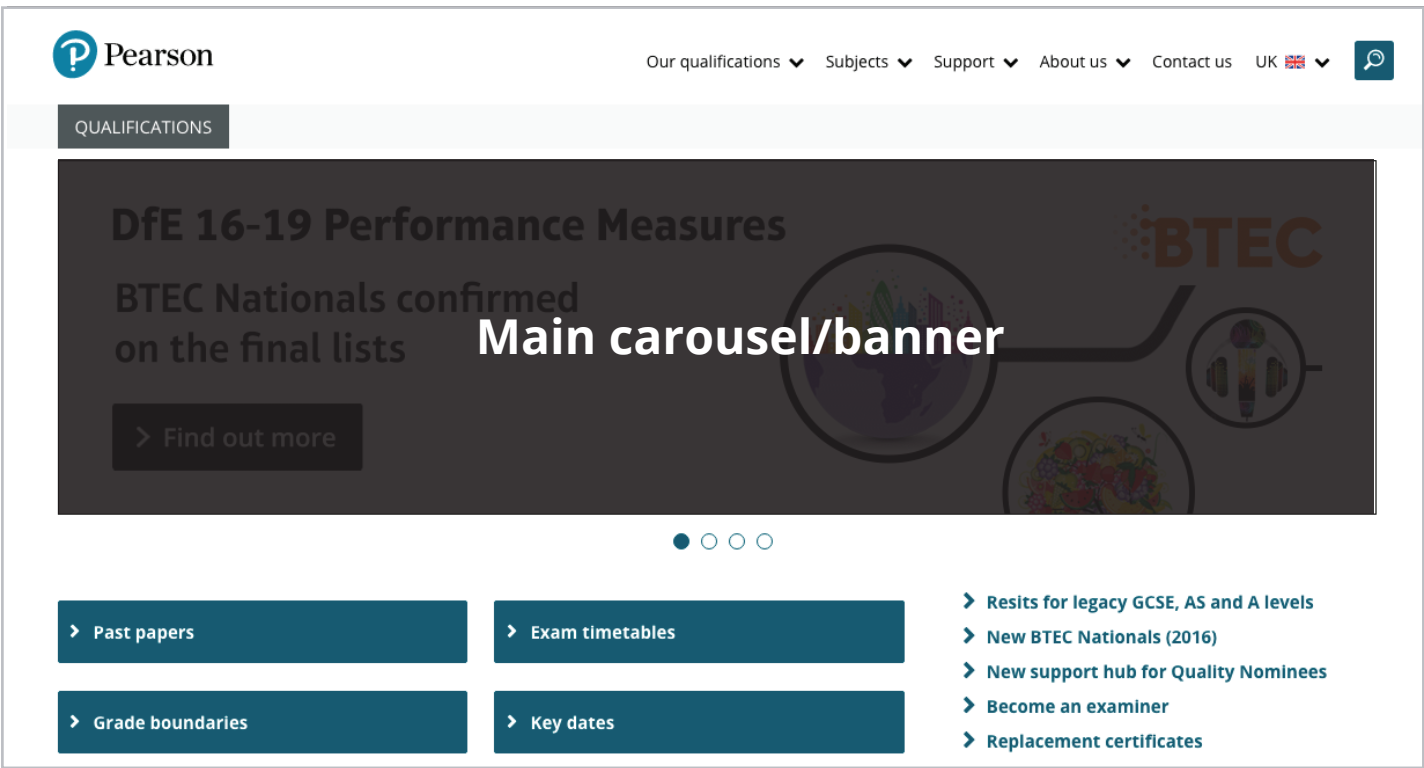 Pearson
Our qualifications Subjects Support About us Contact us UK
QUALIFICATIONS
DfE 16-19 Performance Measures
BTEC
BTEC Nationals confirmed
on the final lists
Main carousel/banner
Find out more
Past papers
Exam timetables
Grade boundaries
Key dates
Resits for legacy GCSE, AS and A levels
New BTEC Nationals (2016)
New support hub for Quality Nominees
Become an examiner
Replacement certificates